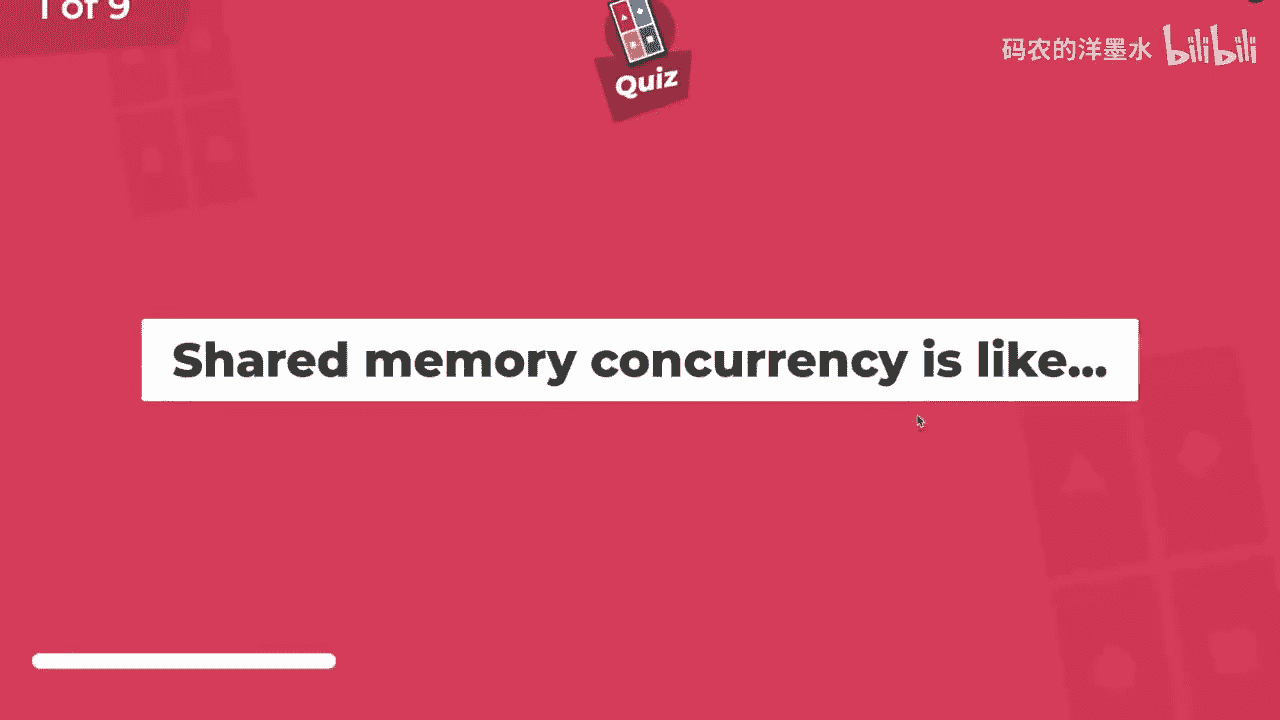 1 of 9
Quiz
码农的洋墨水 bilibili
Shared memory concurrency is like...